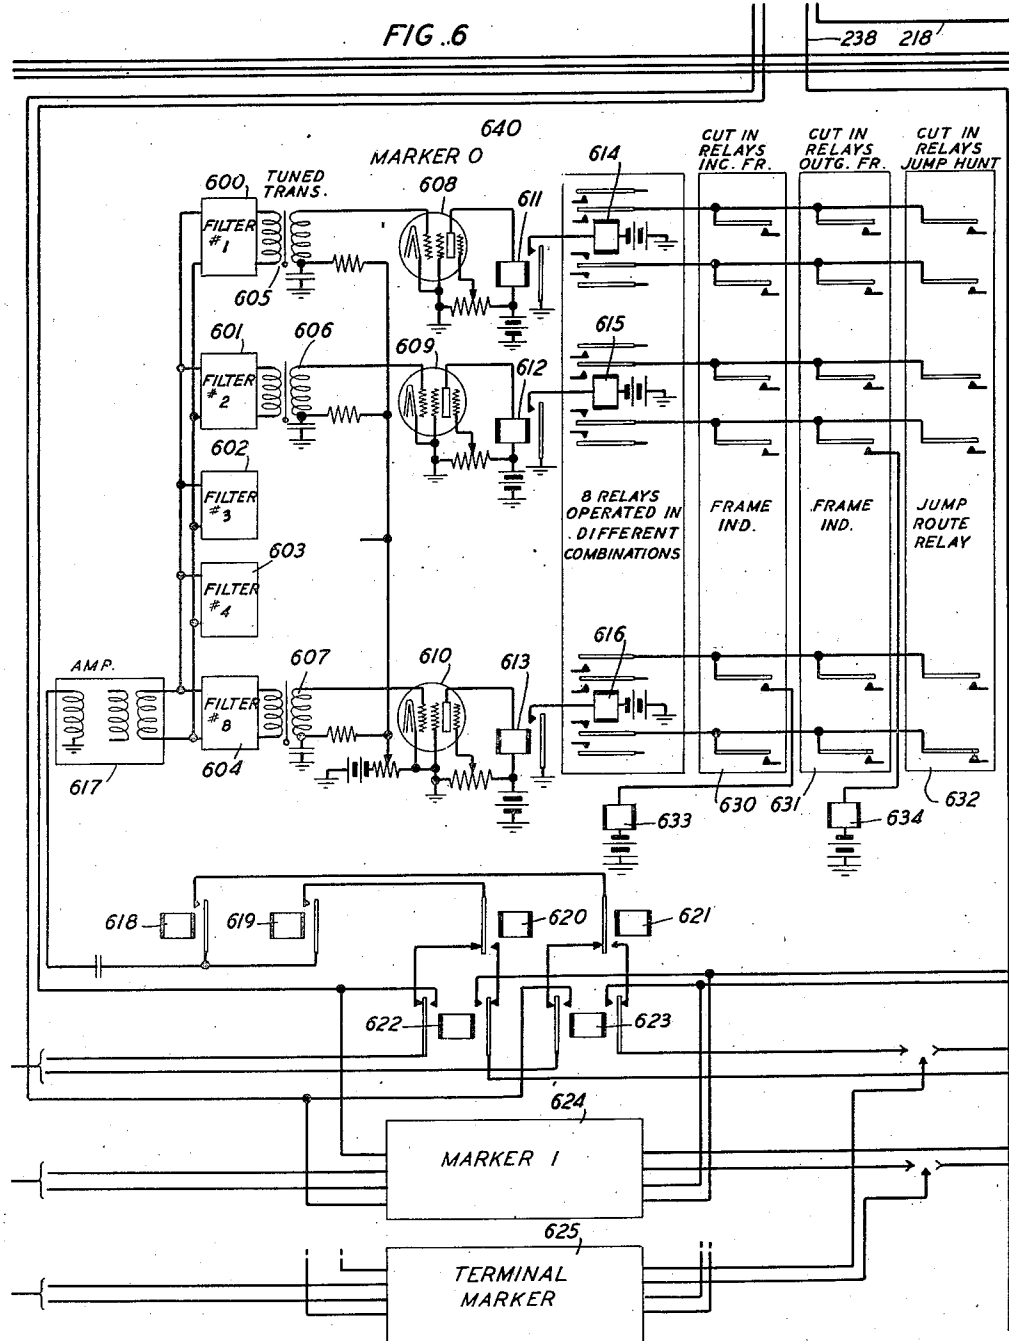 FIG. 6
238 218
640
MARKER 0
CUT IN
RELAYS
INC. FR.
CUT IN
RELAYS
OUTG. FR.
CUT IN
RELAYS
JUMP HUNT
600
TUNED
TRANS.
608
611
614
FILTER
#1
605
601
606
609
612
615
FILTER
#2
602
FILTER
#3
603
FILTER
#4
8 RELAYS
OPERATED IN
DIFFERENT
COMBINATIONS
FRAME
IND.
FRAME
IND.
JUMP
ROUTE
RELAY
AMP.
607
610
613
616
FILTER
#8
604
617
630
631
632
633
634
618
619
620
621
622
623
624
MARKER 1
625
TERMINAL
MARKER